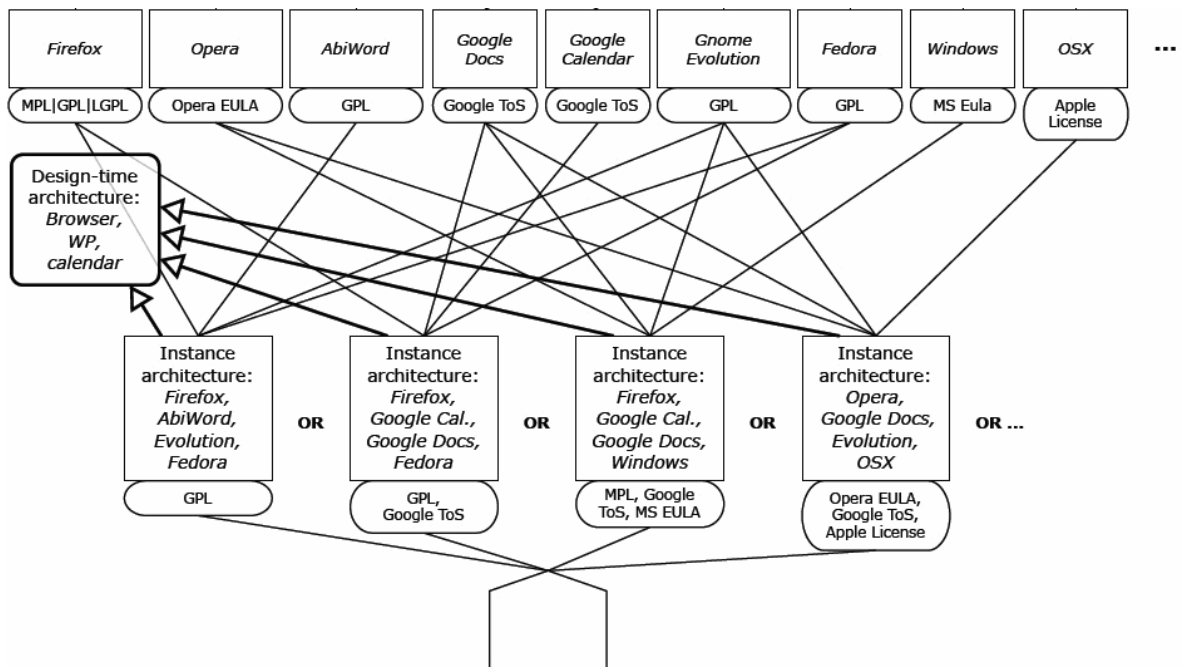 Firefox
Opera
AbiWord
Google
Docs
Google
Calendar
Gnome
Evolution
Fedora
Windows
OSX
...
MPL|GPL|LGPL
Opera EULA
GPL
Google ToS
Google ToS
GPL
GPL
MS Eula
Apple
License
Design-time
architecture:
Browser,
WP,
calendar
Instance
architecture:
Firefox,
AbiWord,
Evolution,
Fedora
GPL
OR
Instance
architecture:
Firefox,
Google Cal.,
Google Docs,
Fedora
GPL,
Google ToS
OR
Instance
architecture:
Firefox,
Google Cal.,
Google Docs,
Windows
MPL, Google
ToS, MS EULA
OR
Instance
architecture:
Opera,
Google Docs,
Evolution,
OSX
Opera EULA,
Google ToS,
Apple License
OR ...